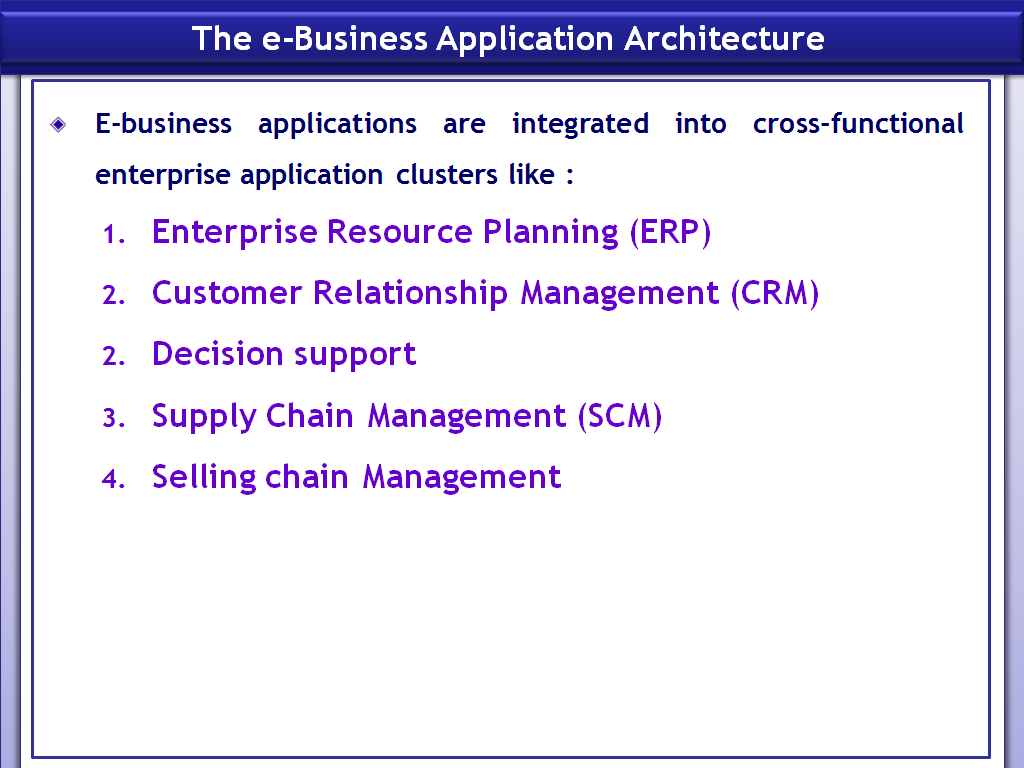 The e-Business Application Architecture
E-business applications are integrated into cross-functional
enterprise application clusters like :
1. Enterprise Resource Planning (ERP)
2. Customer Relationship Management (CRM)
2. Decision support
3. Supply Chain Management (SCM)
4. Selling chain Management